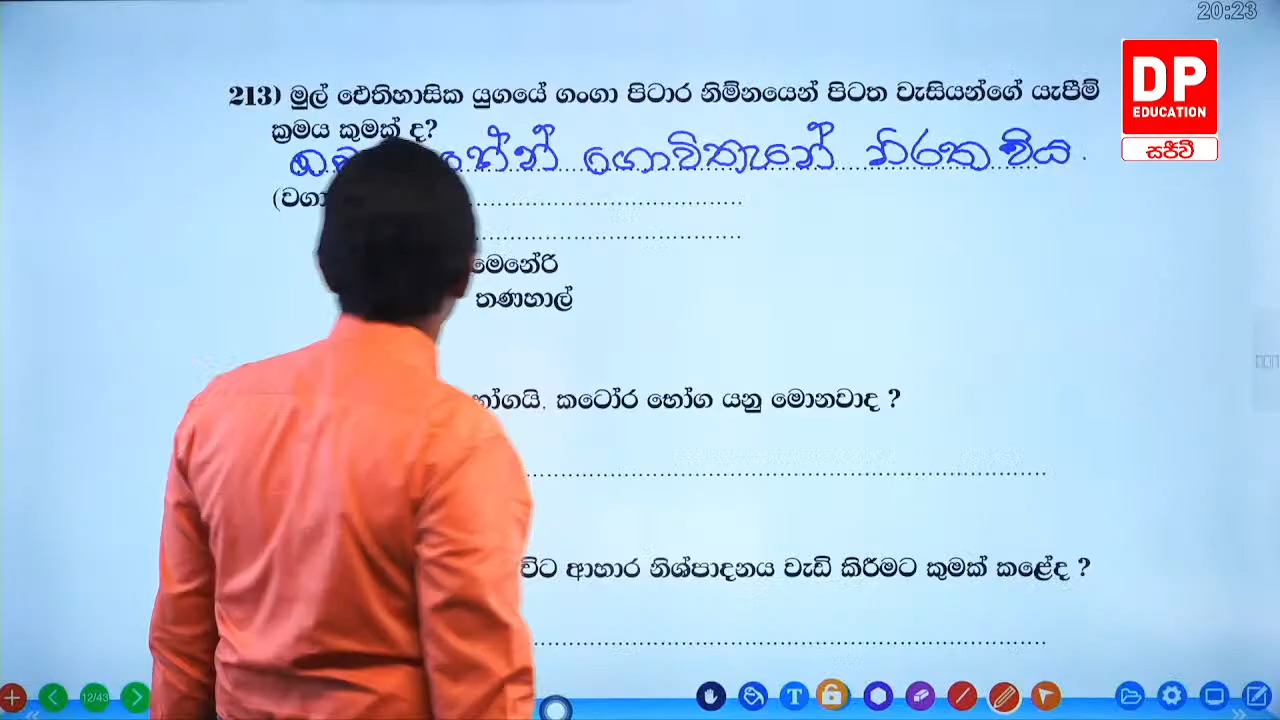 20:23
DP
EDUCATION
සජීවී
213) මුල් ඓතිහාසික යුගයේ ගංගා පිටාර නිම්නයෙන් පිටත වැසියන්ගේ යැපීම්
ක්‍රමය කුමක් ද?
ගොවිතැනේ නිරත විය.
(වගා
මෙනේරි
තණහාල්
කටෝර භෝග යනු මොනවාද ?
විට ආහාර නිශ්පාදනය වැඩි කිරීමට කුමක් කළේද ?
12/43